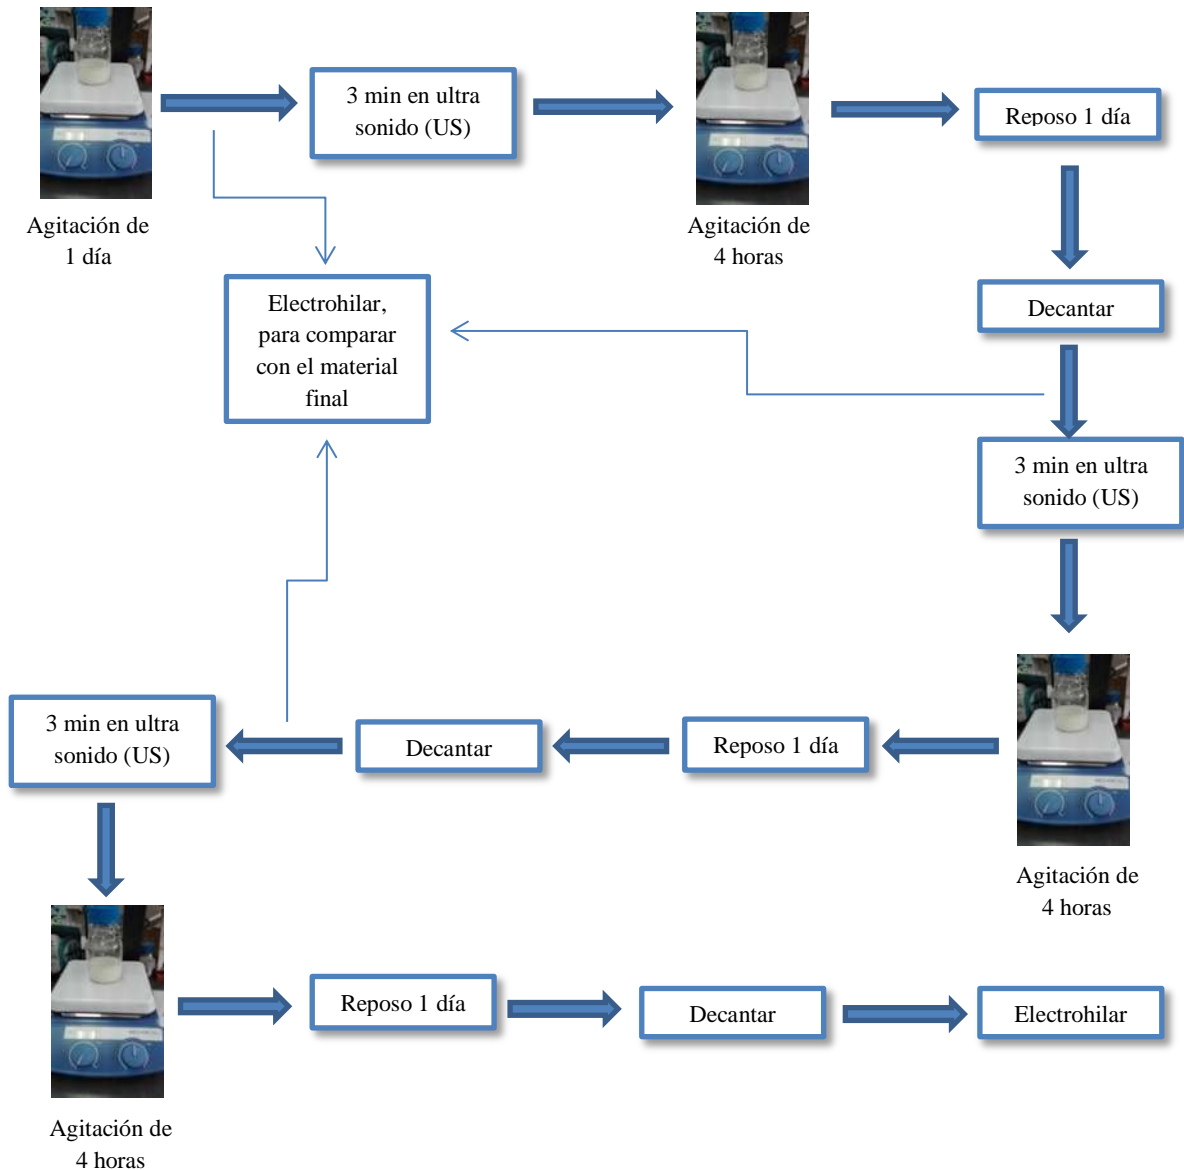 3 min en ultra
sonido (US)
Reposo 1 día
Agitación de
1 día
Agitación de
4 horas
Electrohilar,
para comparar
con el material
final
Decantar
3 min en ultra
sonido (US)
3 min en ultra
sonido (US)
Decantar
Reposo 1 día
Agitación de
4 horas
Reposo 1 día
Decantar
Electrohilar
Agitación de
4 horas